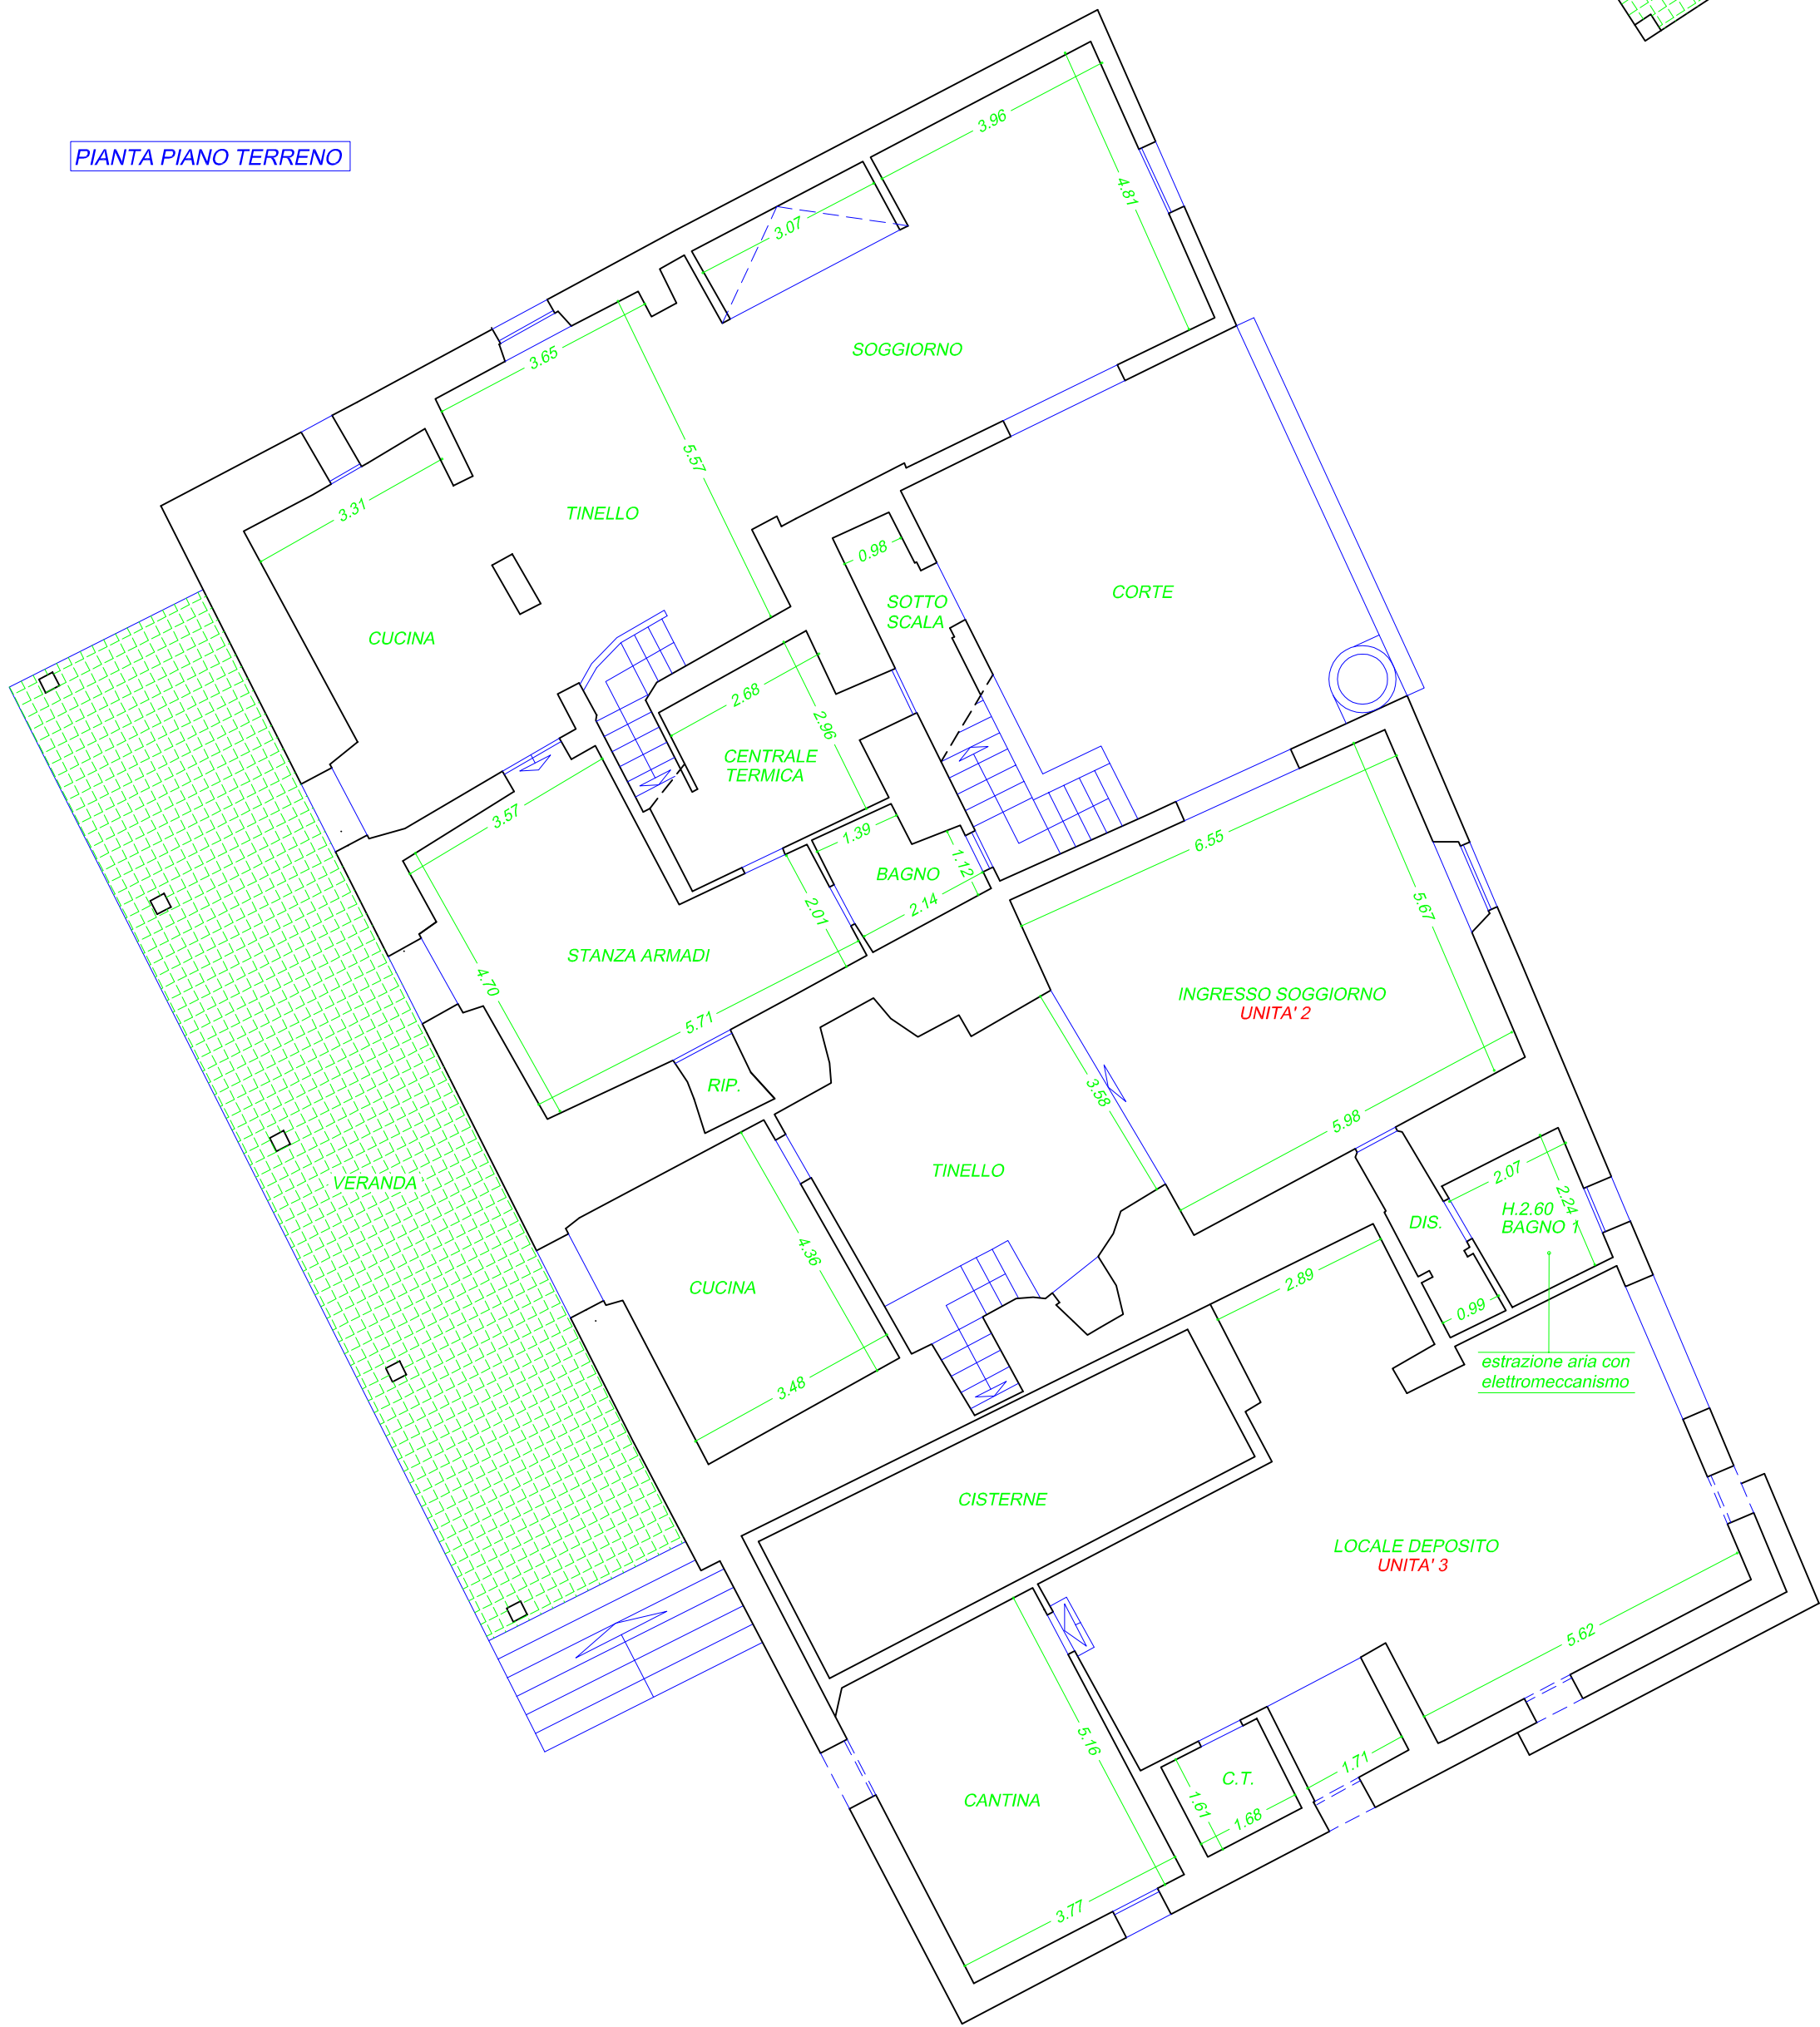 PIANTA PIANO TERRENO
3.96
4.81
3.07
SOGGIORNO
3.65
5.57
3.31
TINELLO
0.98
SOTTO
SCALA
CORTE
CUCINA
2.68
2.96
CENTRALE
TERMICA
3.57
1.39
1.12
BAGNO
6.55
2.14
2.01
5.67
STANZA ARMADI
4.70
5.71
INGRESSO SOGGIORNO
UNITA' 2
RIP.
3.58
5.98
TINELLO
VERANDA
2.07
2.24
H.2.60
BAGNO 1
DIS.
4.36
CUCINA
2.89
0.99
estrazione aria con
elettromeccanismo
3.48
CISTERNE
LOCALE DEPOSITO
UNITA' 3
5.62
5.16
1.71
C.T.
1.61
1.68
CANTINA
3.77